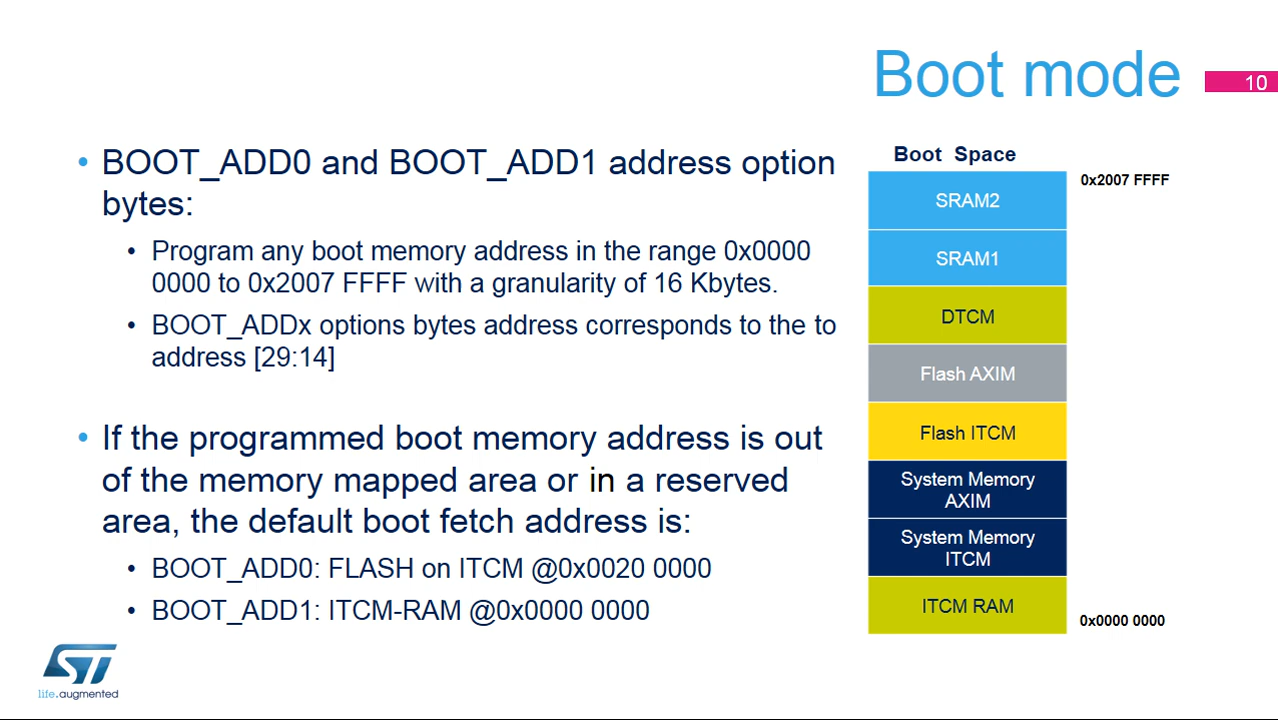 Boot mode
10
• BOOT_ADD0 and BOOT_ADD1 address option
bytes:
• Program any boot memory address in the range 0x0000
0000 to 0x2007 FFFF with a granularity of 16 Kbytes.
• BOOT_ADDx options bytes address corresponds to the to
address [29:14]
• If the programmed boot memory address is out
of the memory mapped area or in a reserved
area, the default boot fetch address is:
• BOOT_ADD0: FLASH on ITCM @0x0020 0000
• BOOT_ADD1: ITCM-RAM @0x0000 0000
Boot Space
0x2007 FFFF
SRAM2
SRAM1
DTCM
Flash AXIM
Flash ITCM
System Memory
AXIM
System Memory
ITCM
ITCM RAM
0x0000 0000
ST
life.augmented